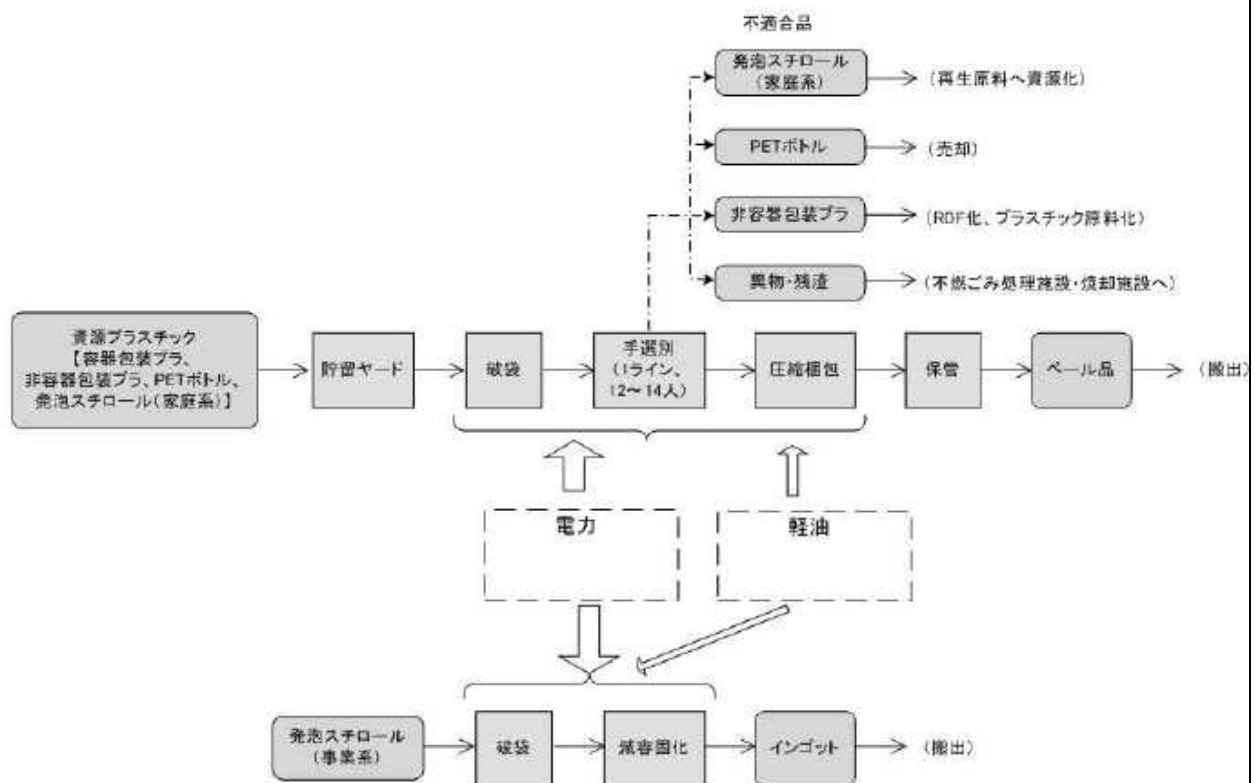 不適合品
発泡スチロール
(家庭系)
(再生原料へ資源化)
PETボトル
(売却)
非容器包装プラ
(RDF化、プラスチック原料化)
異物・残渣
(不燃ごみ処理施設・焼却施設へ)
資源プラスチック
【容器包装プラ、
非容器包装プラ、PETボトル、
発泡スチロール(家庭系)】
貯留ヤード
破袋
手選別
(1ライン、
12～14人)
圧縮梱包
保管
ベール品
(搬出)
電力
軽油
発泡スチロール
(事業系)
破袋
減容固化
インゴット
(搬出)